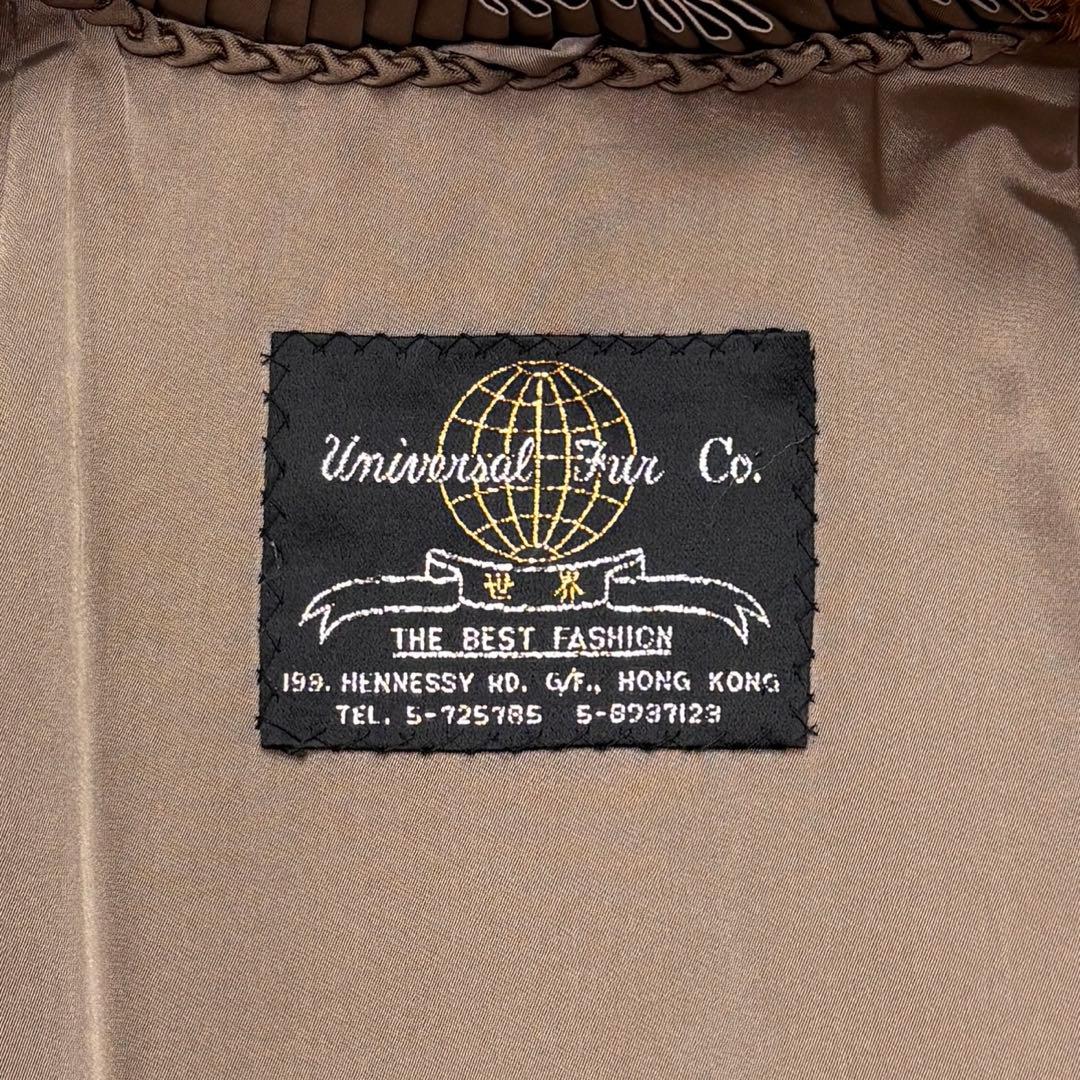 Universal Fur Co.
世界
THE BEST FASHION
199. HENNESSY RD. G/F., HONG KONG
TEL. 5-725785 5-8937123